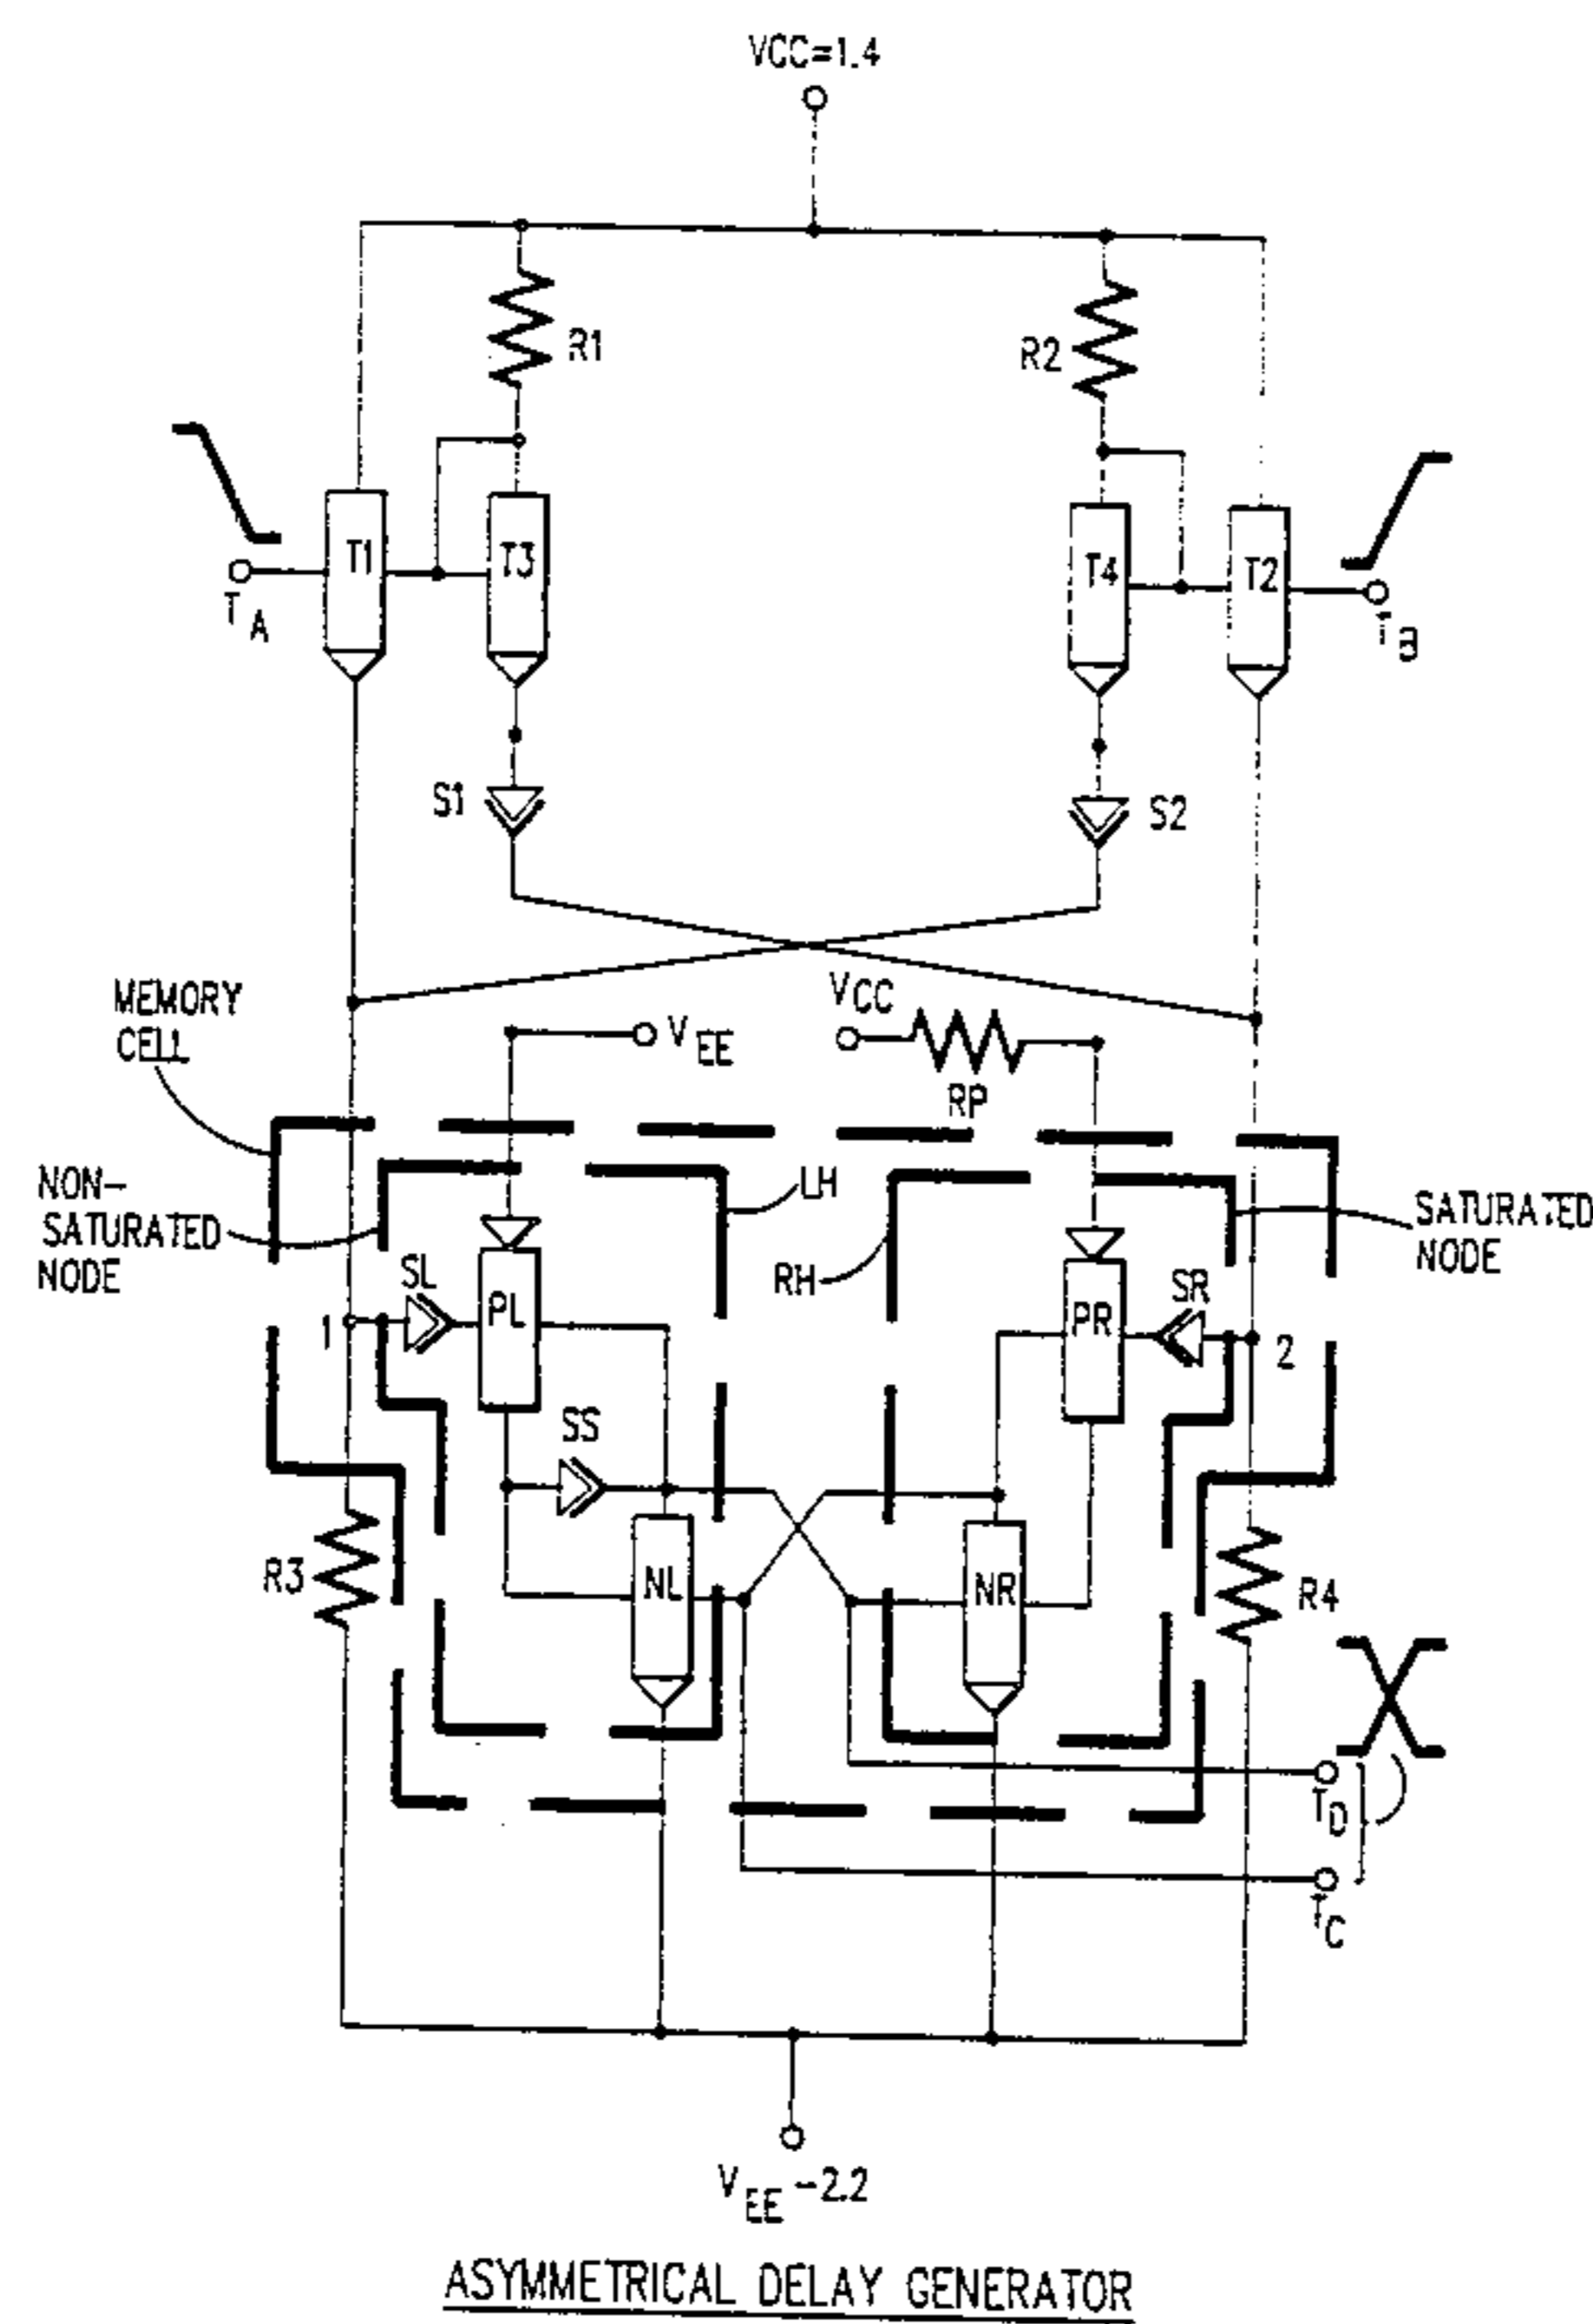 VCC=1.4
R1
R2
T1
T3
T4
T2
T A
T B
S1
S2
MEMORY
CELL
VEE
VCC
RP
NON-
SATURATED
NODE
LH
RH
SATURATED
NODE
SL
PL
PR
SR
1
2
SS
R3
NL
NR
R4
TD
TC
VEE -2.2
ASYMMETRICAL DELAY GENERATOR